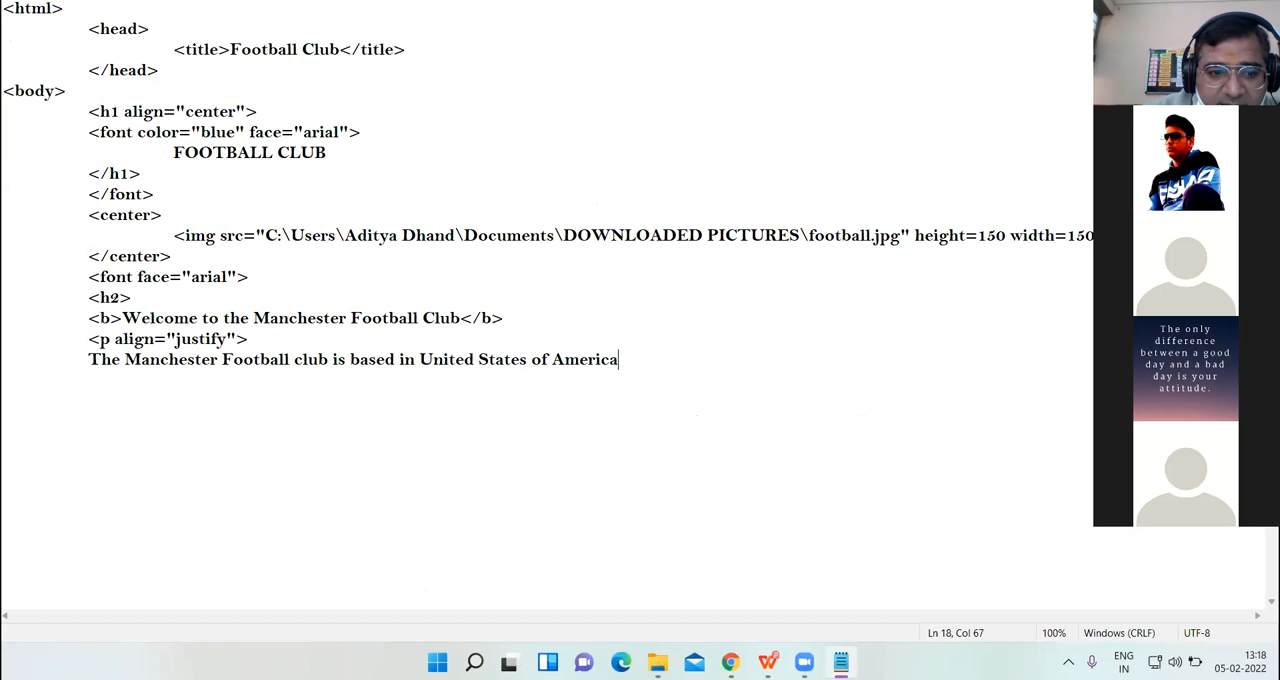 <html>
<head>
<title>Football Club</title>
</head>
<body>
<h1 align="center">
<font color="blue" face="arial">
FOOTBALL CLUB
</h1>
</font>
<center>
<img src="C:\Users\Aditya Dhand\Documents\DOWNLOADED PICTURES\football.jpg" height=150 width=150
</center>
<font face="arial">
<h2>
<b>Welcome to the Manchester Football Club</b>
<p align="justify">
The Manchester Football club is based in United States of America
The only
difference
between a good
day and a bad
day is your
attitude.
Ln 18, Col 67
100%
Windows (CRLF)
UTF-8
ENG
IN
13:18
05-02-2022